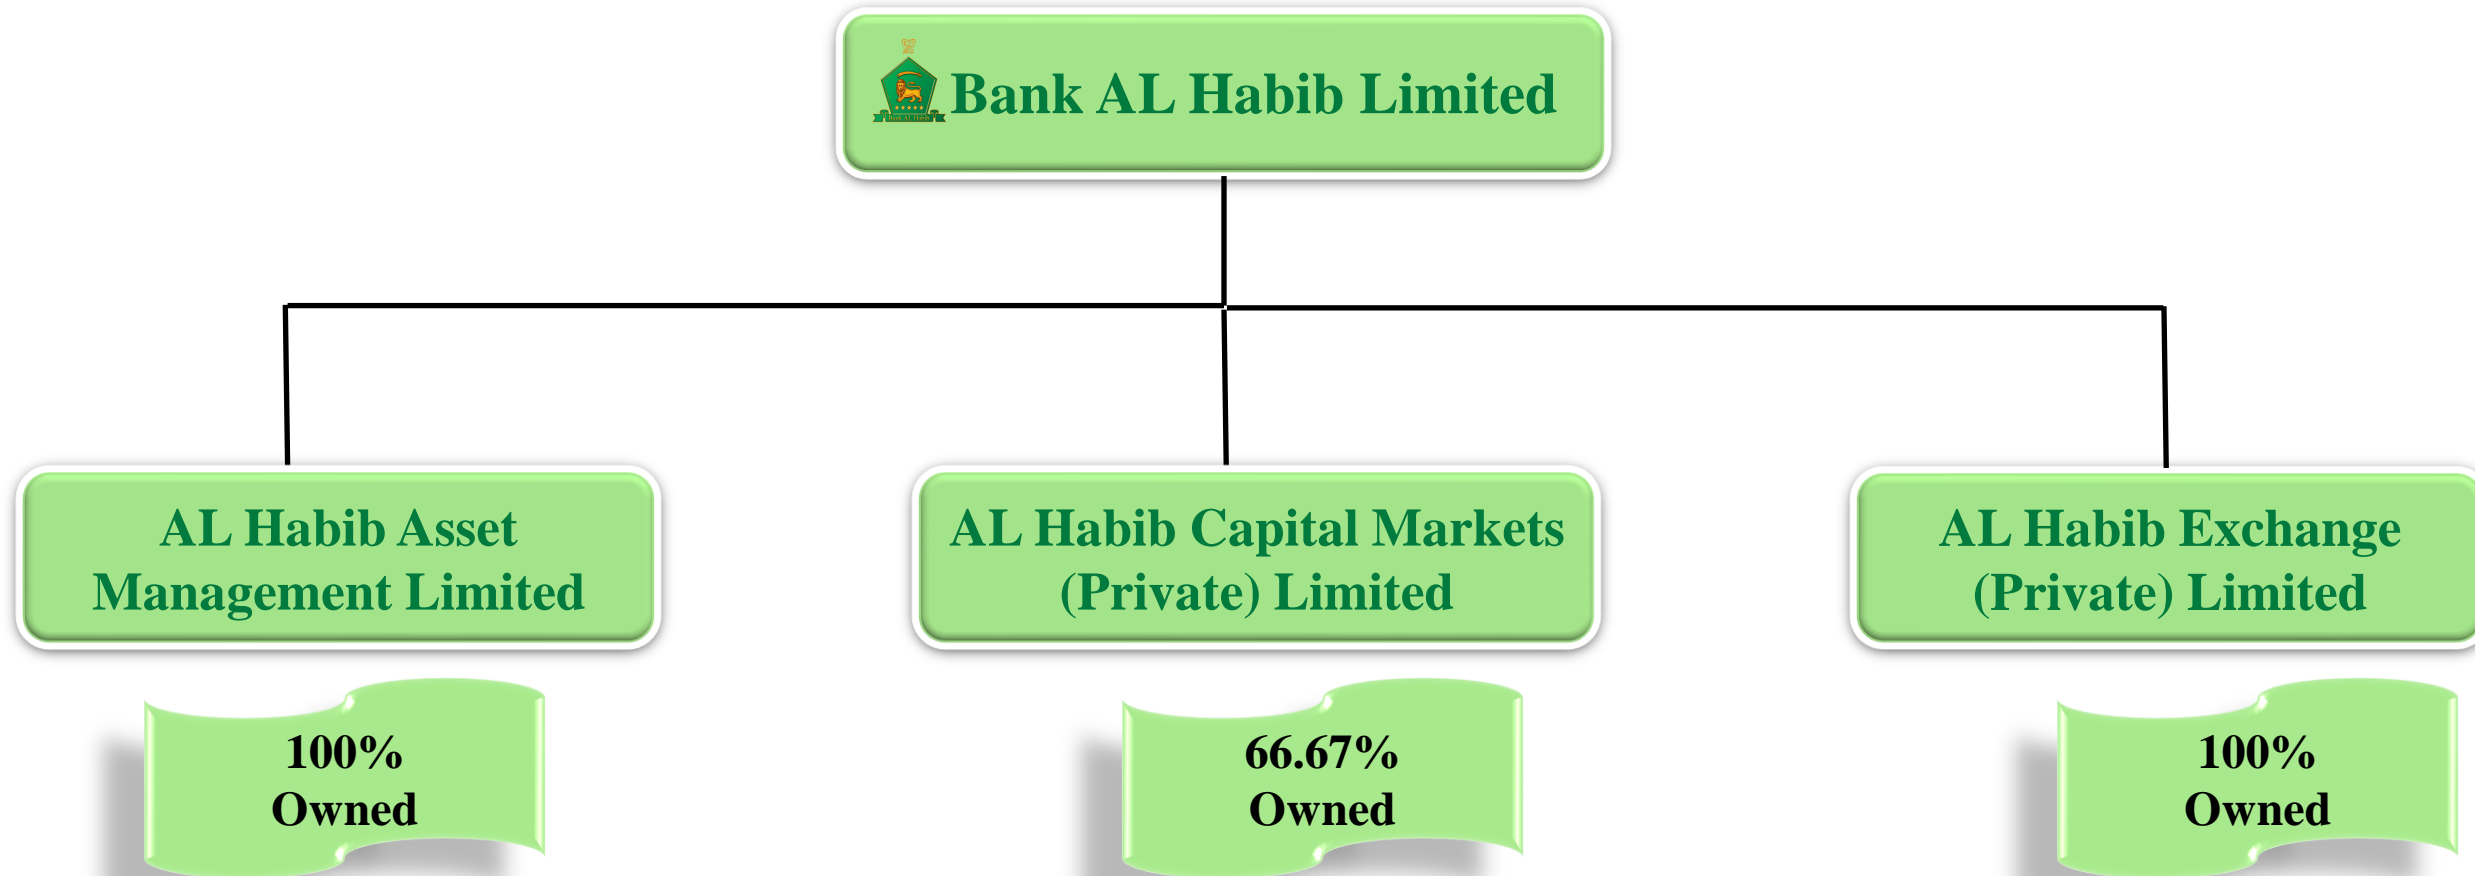 Bank AL Habib Limited
AL Habib Asset
Management Limited
AL Habib Capital Markets
(Private) Limited
AL Habib Exchange
(Private) Limited
100%
Owned
66.67%
Owned
100%
Owned